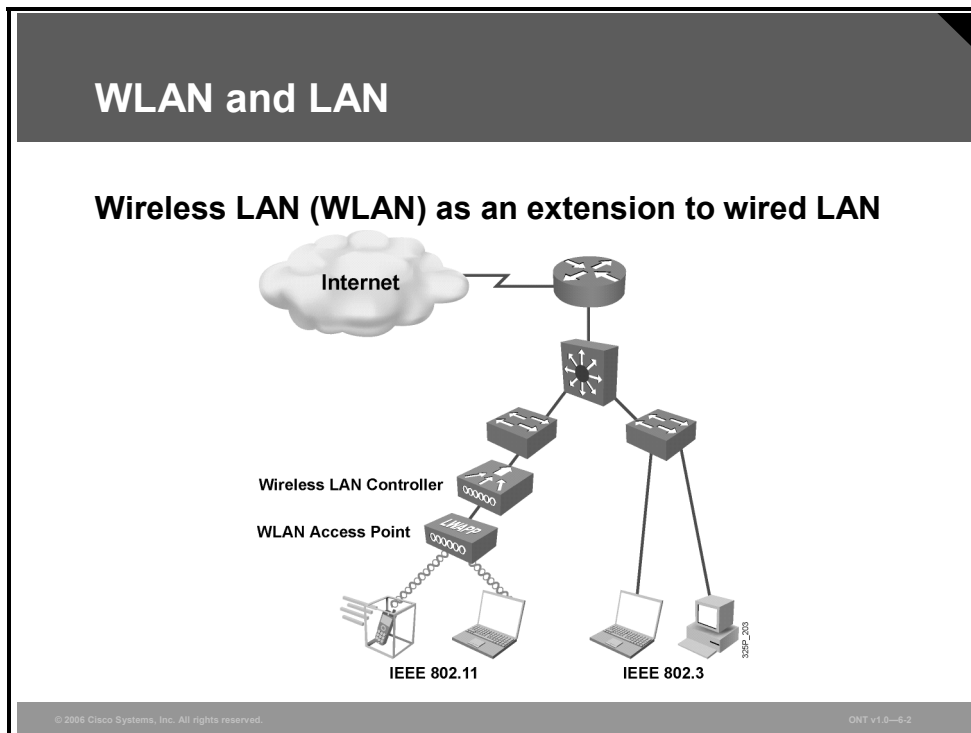 WLAN and LAN
Wireless LAN (WLAN) as an extension to wired LAN
Internet
Wireless LAN Controller
WLAN Access Point
LWAPP
IEEE 802.11
IEEE 802.3
325P_203
© 2006 Cisco Systems, Inc. All rights reserved.
ONT v1.0—6-2